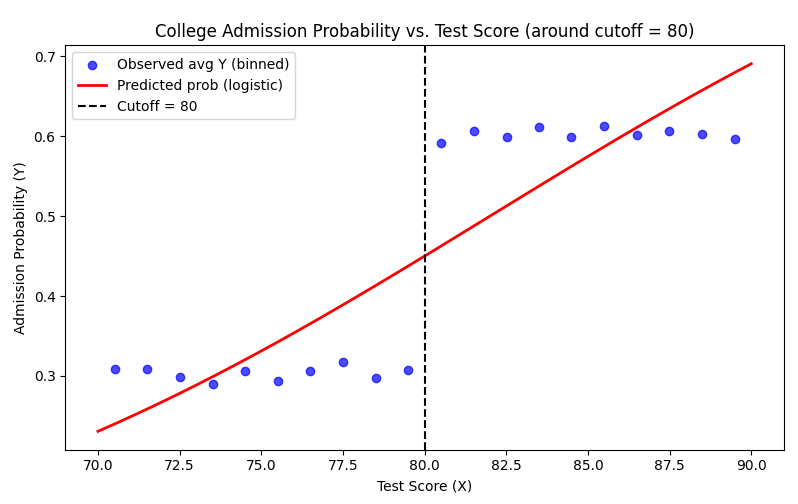 College Admission Probability vs. Test Score (around cutoff = 80)
Observed avg Y (binned)
Predicted prob (logistic)
Cutoff = 80
Admission Probability (Y)
0.7
0.6
0.5
0.4
0.3
70.0 72.5 75.0 77.5 80.0 82.5 85.0 87.5 90.0
Test Score (X)